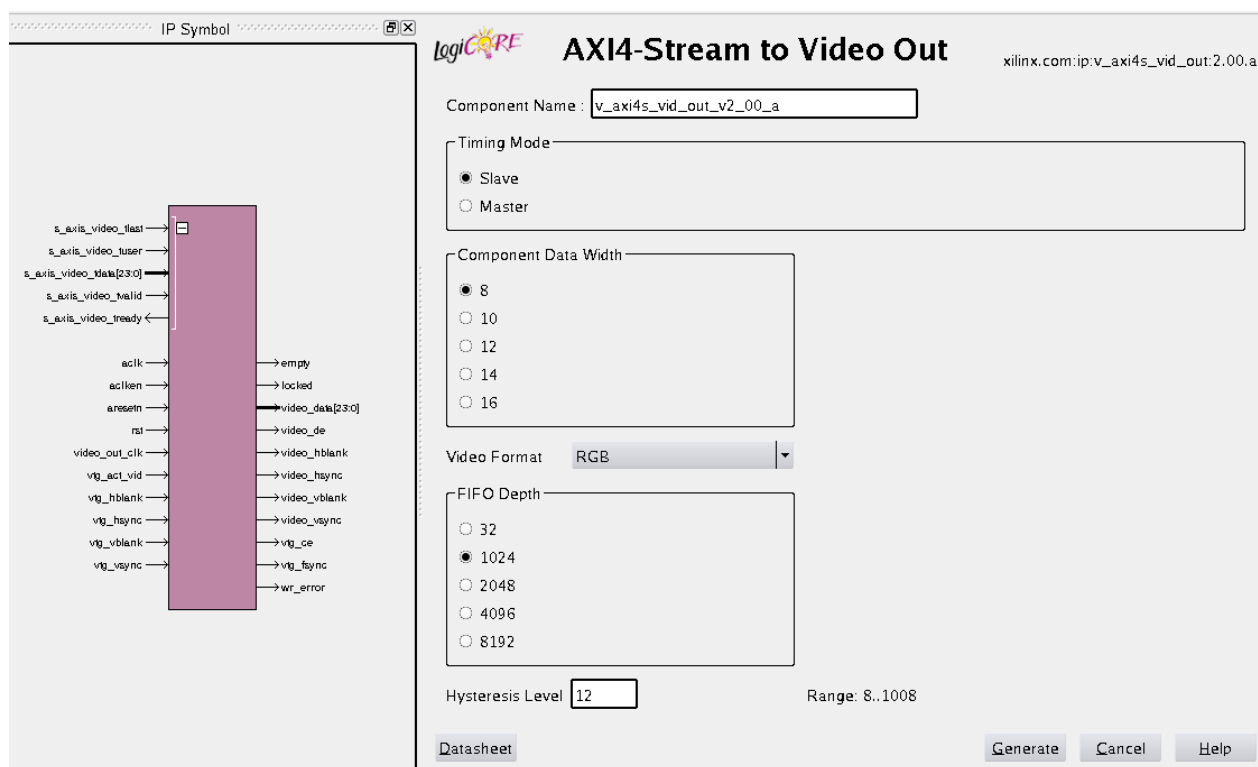 IP Symbol
LogiCORE
AXI4-Stream to Video Out
xilinx.com:ip:v_axi4s_vid_out:2.00.a
Component Name : v_axi4s_vid_out_v2_00_a
Timing Mode
Slave
Master
Component Data Width
8
10
12
14
16
Video Format RGB
FIFO Depth
32
1024
2048
4096
8192
Hysteresis Level 12 Range: 8..1008
Datasheet Generate Cancel Help
s_axis_video_tlast
s_axis_video_tuser
s_axis_video_tdata[23:0]
s_axis_video_tvalid
s_axis_video_tready
aclk
aclken
aresetn
rst
video_out_clk
vtg_act_vid
vtg_hblank
vtg_hsync
vtg_vblank
vtg_vsync
empty
locked
video_data[23:0]
video_de
video_hblank
video_hsync
video_vblank
video_vsync
vtg_ce
vtg_fsync
wr_error